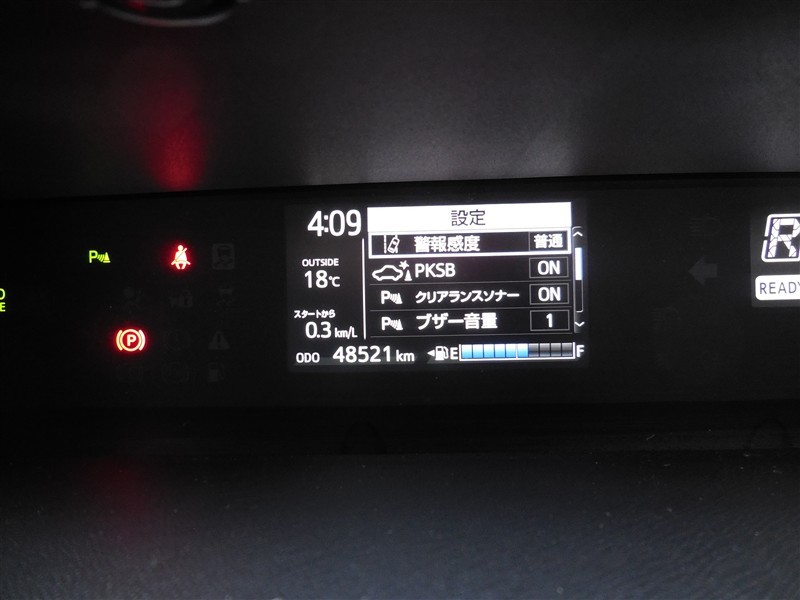 4:09
設定
警報感度 普通
OUTSIDE
18℃
PKSB ON
クリアランスソナー ON
スタートから
0.3 km/L
ブザー音量 1
ODO 48521 km
E F
P
P
R
READY